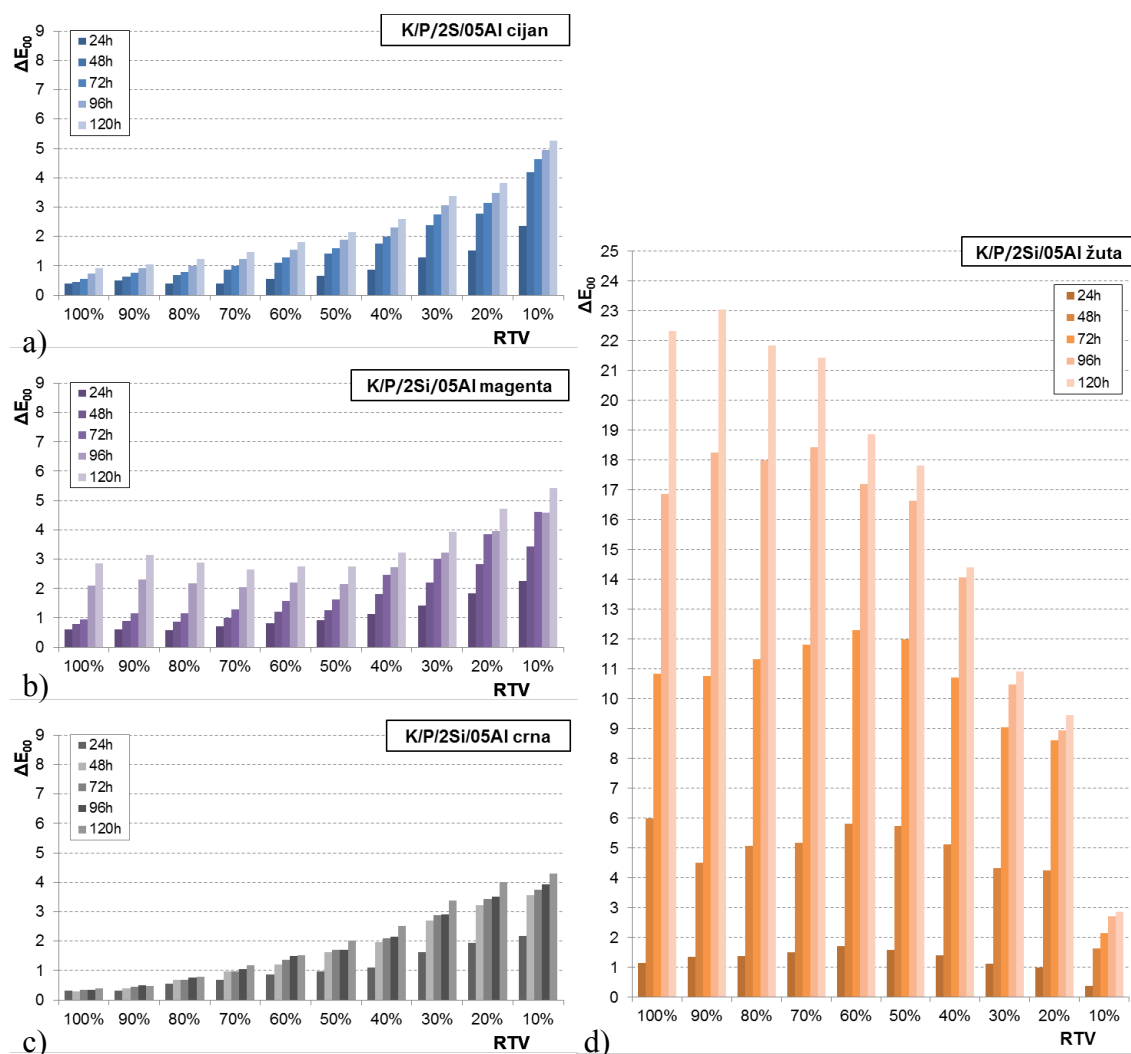 K/P/2S/05Al cijan
ΔE00
9
8
7
6
5
4
3
2
1
0
24h
48h
72h
96h
120h
100% 90% 80% 70% 60% 50% 40% 30% 20% 10%
RTV
a)
K/P/2Si/05Al magenta
ΔE00
9
8
7
6
5
4
3
2
1
0
24h
48h
72h
96h
120h
100% 90% 80% 70% 60% 50% 40% 30% 20% 10%
RTV
b)
K/P/2Si/05Al crna
ΔE00
9
8
7
6
5
4
3
2
1
0
24h
48h
72h
96h
120h
100% 90% 80% 70% 60% 50% 40% 30% 20% 10%
RTV
c)
K/P/2Si/05Al žuta
ΔE00
25
24
23
22
21
20
19
18
17
16
15
14
13
12
11
10
9
8
7
6
5
4
3
2
1
0
24h
48h
72h
96h
120h
100% 90% 80% 70% 60% 50% 40% 30% 20% 10%
RTV
d)